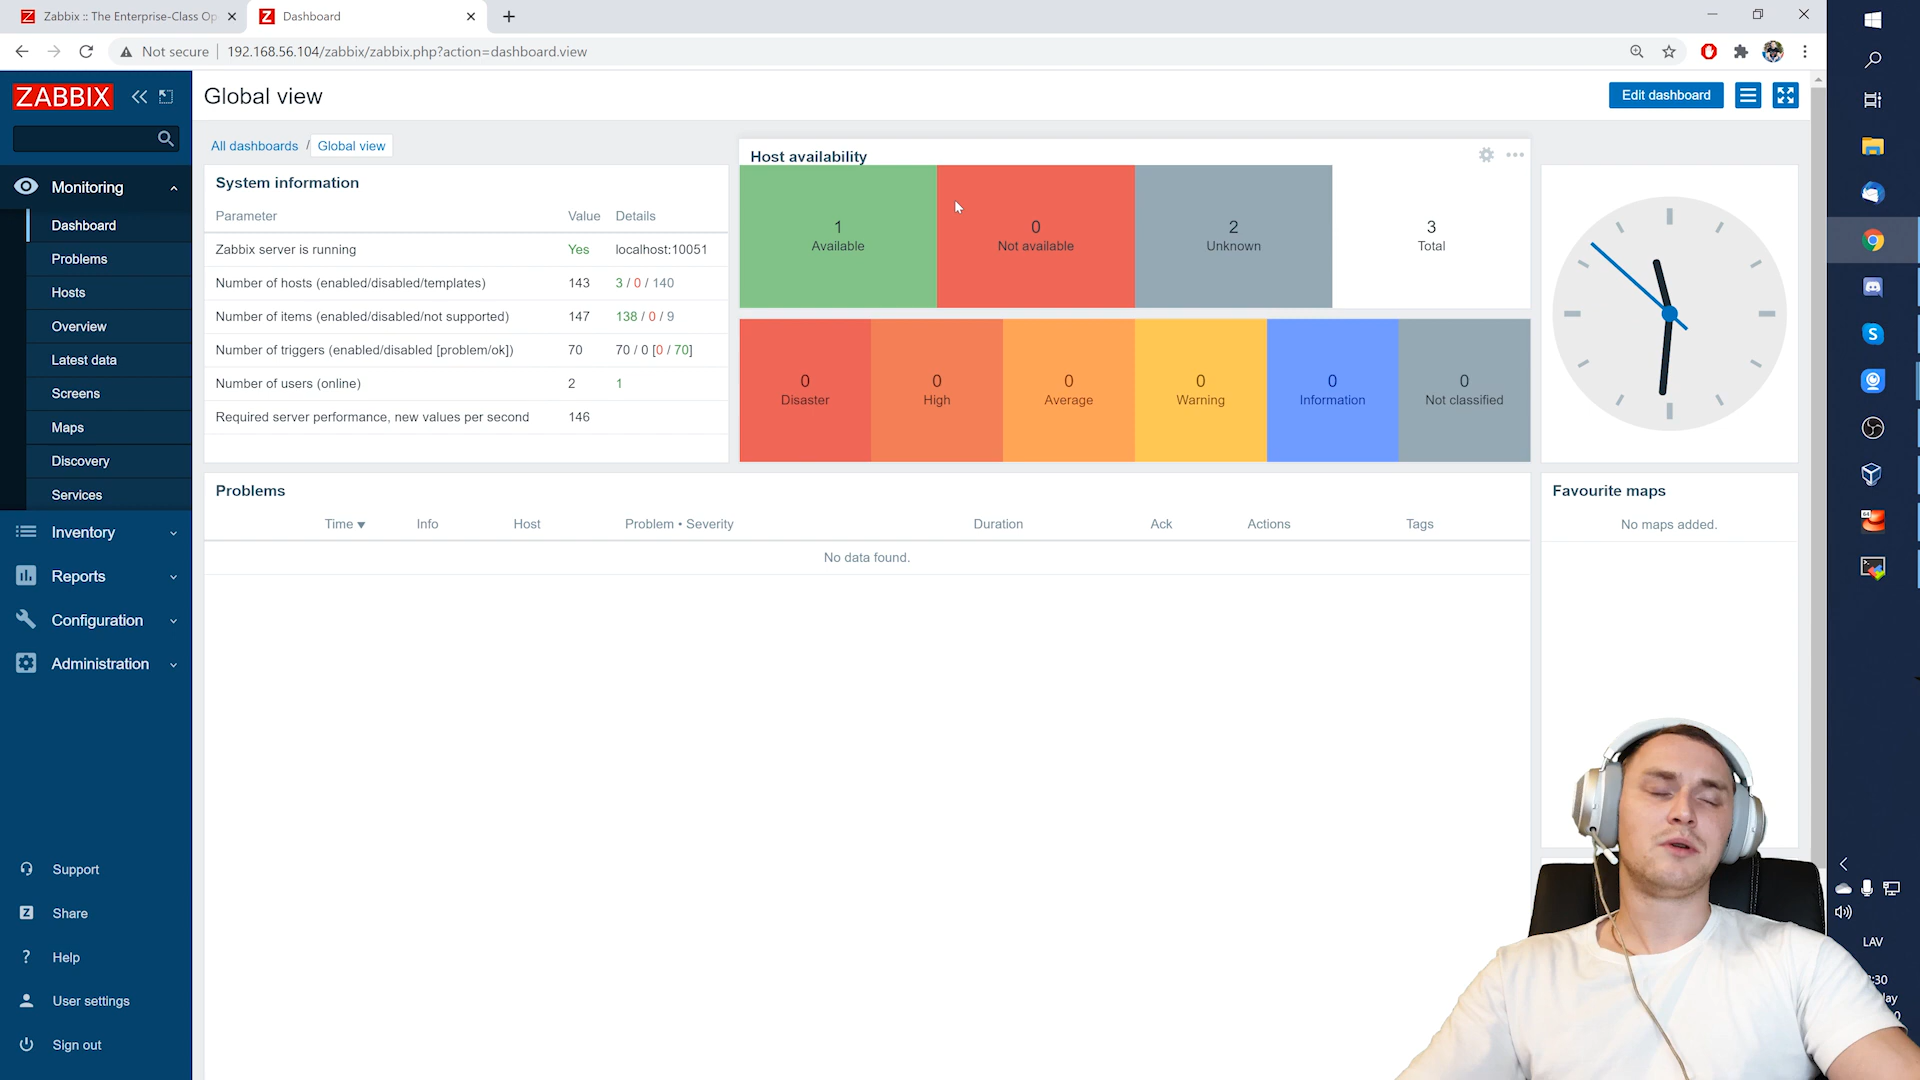 Zabbix :: The Enterprise-Class Op
Dashboard
Not secure
192.168.56.104/zabbix/zabbix.php?action=dashboard.view
ZABBIX
Global view
Edit dashboard
All dashboards / Global view
Monitoring
Dashboard
Problems
Hosts
Overview
Latest data
Screens
Maps
Discovery
Services
Inventory
Reports
Configuration
Administration
Support
Share
Help
User settings
Sign out
System information
Parameter Value Details
Zabbix server is running Yes localhost:10051
Number of hosts (enabled/disabled/templates) 143 3 / 0 / 140
Number of items (enabled/disabled/not supported) 147 138 / 0 / 9
Number of triggers (enabled/disabled [problem/ok]) 70 70 / 0 [0 / 70]
Number of users (online) 2 1
Required server performance, new values per second 146
Host availability
1 Available
0 Not available
2 Unknown
3 Total
0 Disaster
0 High
0 Average
0 Warning
0 Information
0 Not classified
Problems
Time ▼ Info Host Problem • Severity Duration Ack Actions Tags
No data found.
Favourite maps
No maps added.
LAV
:30